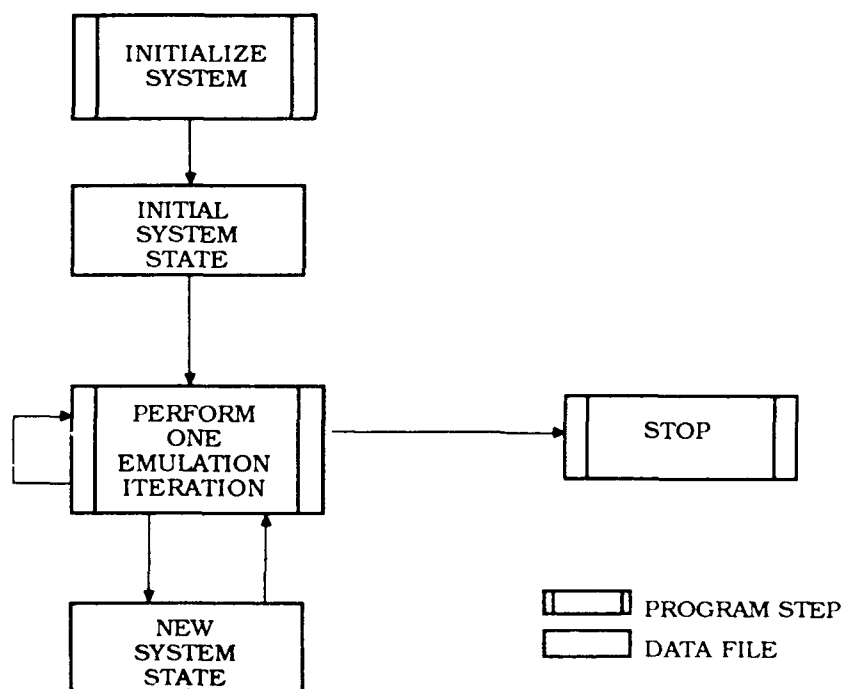 INITIALIZE
SYSTEM
INITIAL
SYSTEM
STATE
PERFORM
ONE
EMULATION
ITERATION
STOP
NEW
SYSTEM
STATE
PROGRAM STEP
DATA FILE